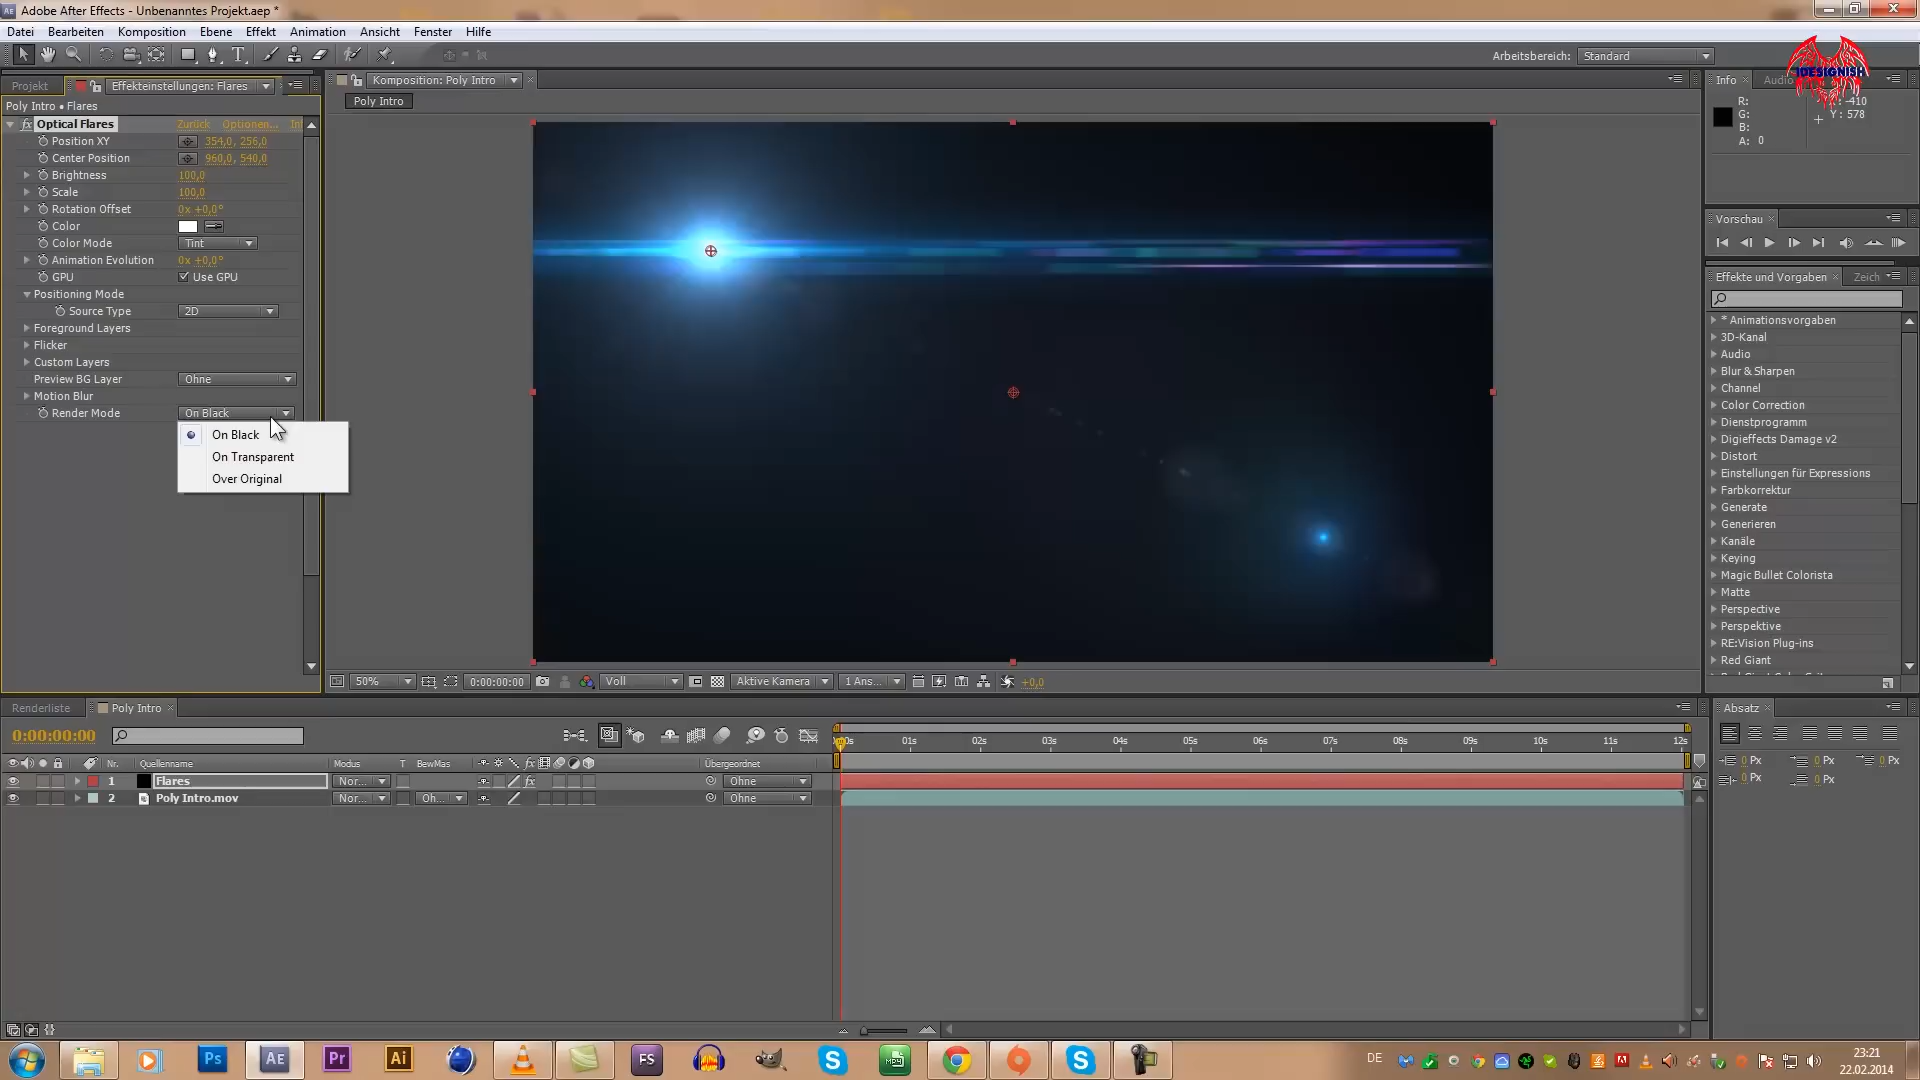 Adobe After Effects - Unbenanntes Projekt.aep *
Datei Bearbeiten Komposition Ebene Effekt Animation Ansicht Fenster Hilfe
Arbeitsbereich: Standard
JDESIGNISH
Projekt Effekteinstellungen: Flares
Poly Intro • Flares
Optical Flares Zurück Optionen...
Position XY 354,0, 256,0
Center Position 960,0, 540,0
Brightness 100,0
Scale 100,0
Rotation Offset 0x +0,0°
Color
Color Mode Tint
Animation Evolution 0x +0,0°
GPU Use GPU
Positioning Mode
Source Type 2D
Foreground Layers
Flicker
Custom Layers
Preview BG Layer Ohne
Motion Blur
Render Mode On Black
On Black
On Transparent
Over Original
Komposition: Poly Intro
Poly Intro
50% 0:00:00:00 Voll Aktive Kamera 1 Ans... +0,0
Info Audio
R: X: -410
G: Y: 578
B:
A: 0
Vorschau
Effekte und Vorgaben Zeich
* Animationsvorgaben
3D-Kanal
Audio
Blur & Sharpen
Channel
Color Correction
Dienstprogramm
Digieffects Damage v2
Distort
Einstellungen für Expressions
Farbkorrektur
Generate
Generieren
Kanäle
Keying
Magic Bullet Colorista
Matte
Perspective
Perspektive
RE:Vision Plug-ins
Red Giant
Renderliste Poly Intro
0:00:00:00
01s 02s 03s 04s 05s 06s 07s 08s 09s 10s 11s 12s
Nr. Quellenname Modus T BewMas Übergeordnet
1 Flares Nor... Ohne
2 Poly Intro.mov Nor... Oh... Ohne
Absatz
0 Px 0 Px 0 Px
0 Px 0 Px
Ps AE Pr Ai FS MP4
DE
23:21
22.02.2014